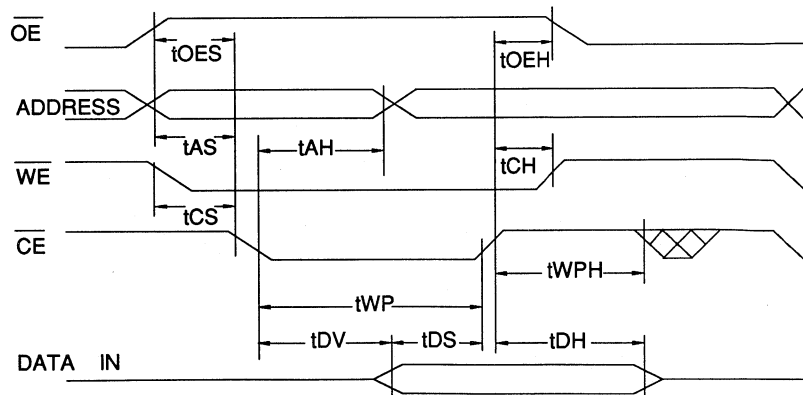 OE
tOES
tOEH
ADDRESS
tAS
tAH
tCH
WE
tCS
CE
tWPH
tWP
tDV
tDS
tDH
DATA IN